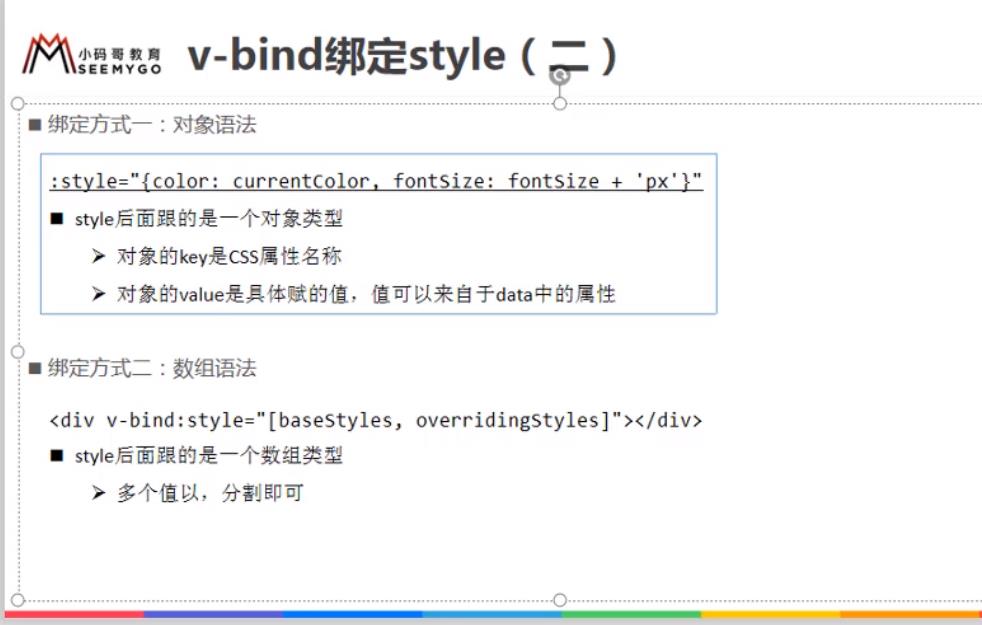 小码哥教育
SEEMYGO
v-bind绑定style（二）
■ 绑定方式一：对象语法
:style="{color: currentColor, fontSize: fontSize + 'px'}"
■ style后面跟的是一个对象类型
➢ 对象的key是CSS属性名称
➢ 对象的value是具体赋的值，值可以来自于data中的属性
■ 绑定方式二：数组语法
<div v-bind:style="[baseStyles, overridingStyles]"></div>
■ style后面跟的是一个数组类型
➢ 多个值以，分割即可